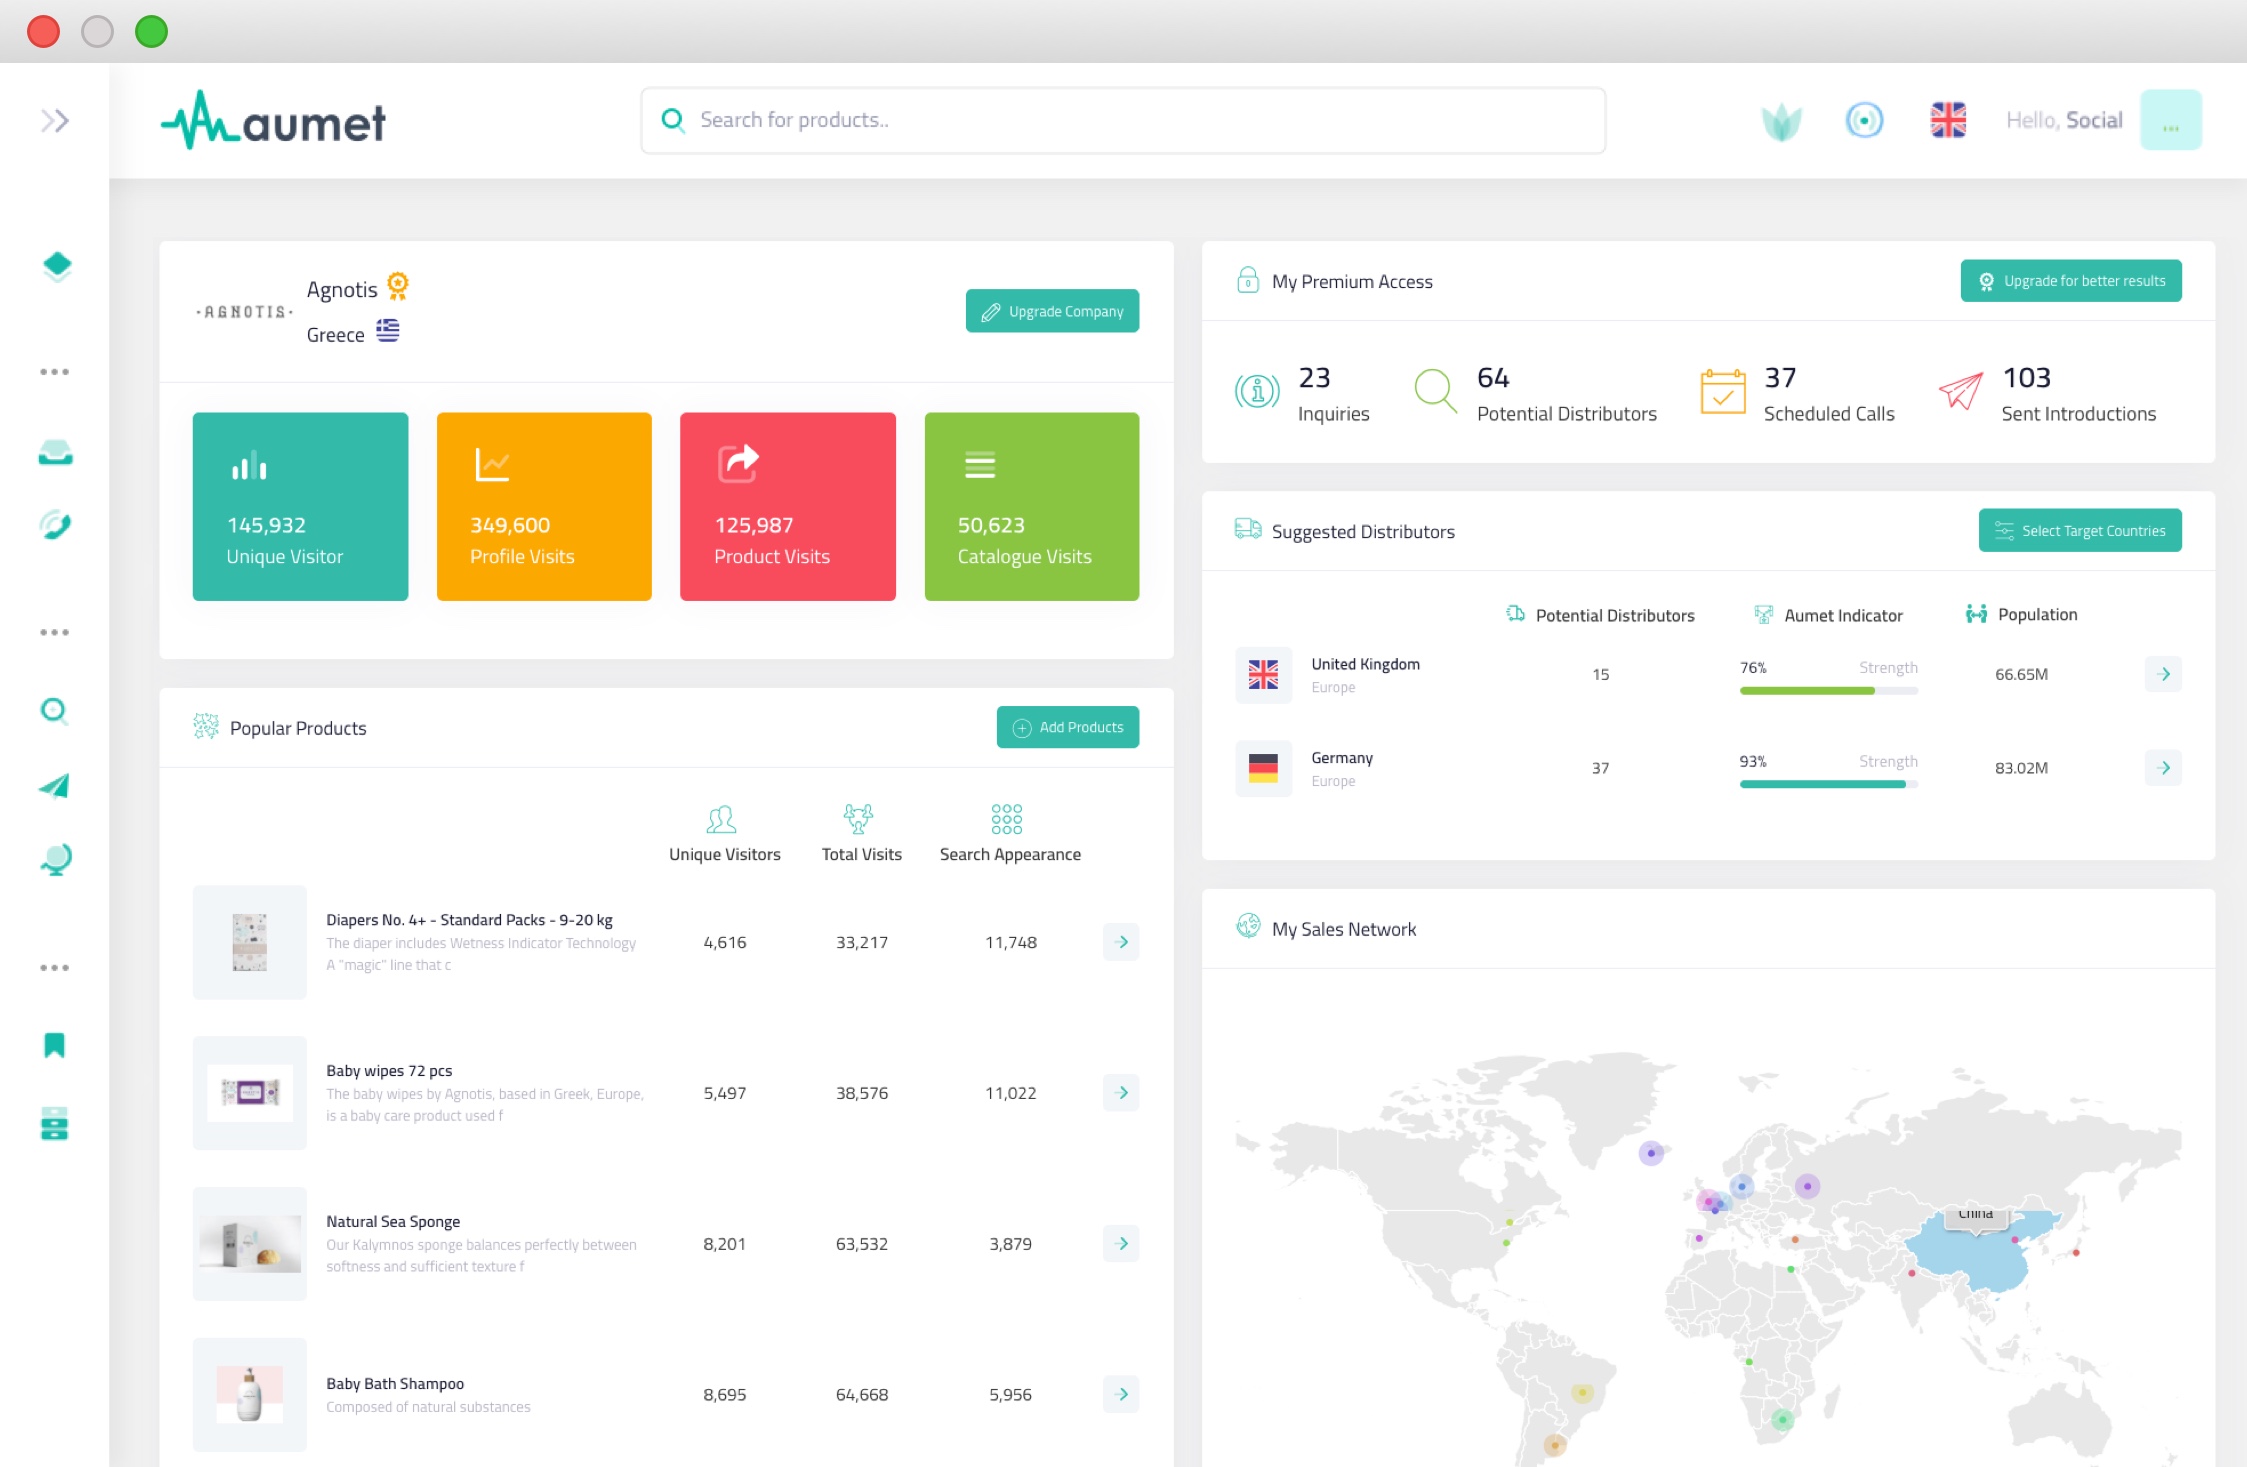 aumet
Search for products..
Hello, Social
...
·AGNOTIS·
Agnotis
Greece
Upgrade Company
145,932
Unique Visitor
349,600
Profile Visits
125,987
Product Visits
50,623
Catalogue Visits
Popular Products
Add Products
Unique Visitors
Total Visits
Search Appearance
Diapers No. 4+ - Standard Packs - 9-20 kg
The diaper includes Wetness Indicator Technology
A "magic" line that c
4,616
33,217
11,748
Baby wipes 72 pcs
The baby wipes by Agnotis, based in Greek, Europe,
is a baby care product used f
5,497
38,576
11,022
Natural Sea Sponge
Our Kalymnos sponge balances perfectly between
softness and sufficient texture f
8,201
63,532
3,879
Baby Bath Shampoo
Composed of natural substances
8,695
64,668
5,956
My Premium Access
Upgrade for better results
23
Inquiries
64
Potential Distributors
37
Scheduled Calls
103
Sent Introductions
Suggested Distributors
Select Target Countries
Potential Distributors
Aumet Indicator
Population
United Kingdom
Europe
15
76%
Strength
66.65M
Germany
Europe
37
93%
Strength
83.02M
My Sales Network
China